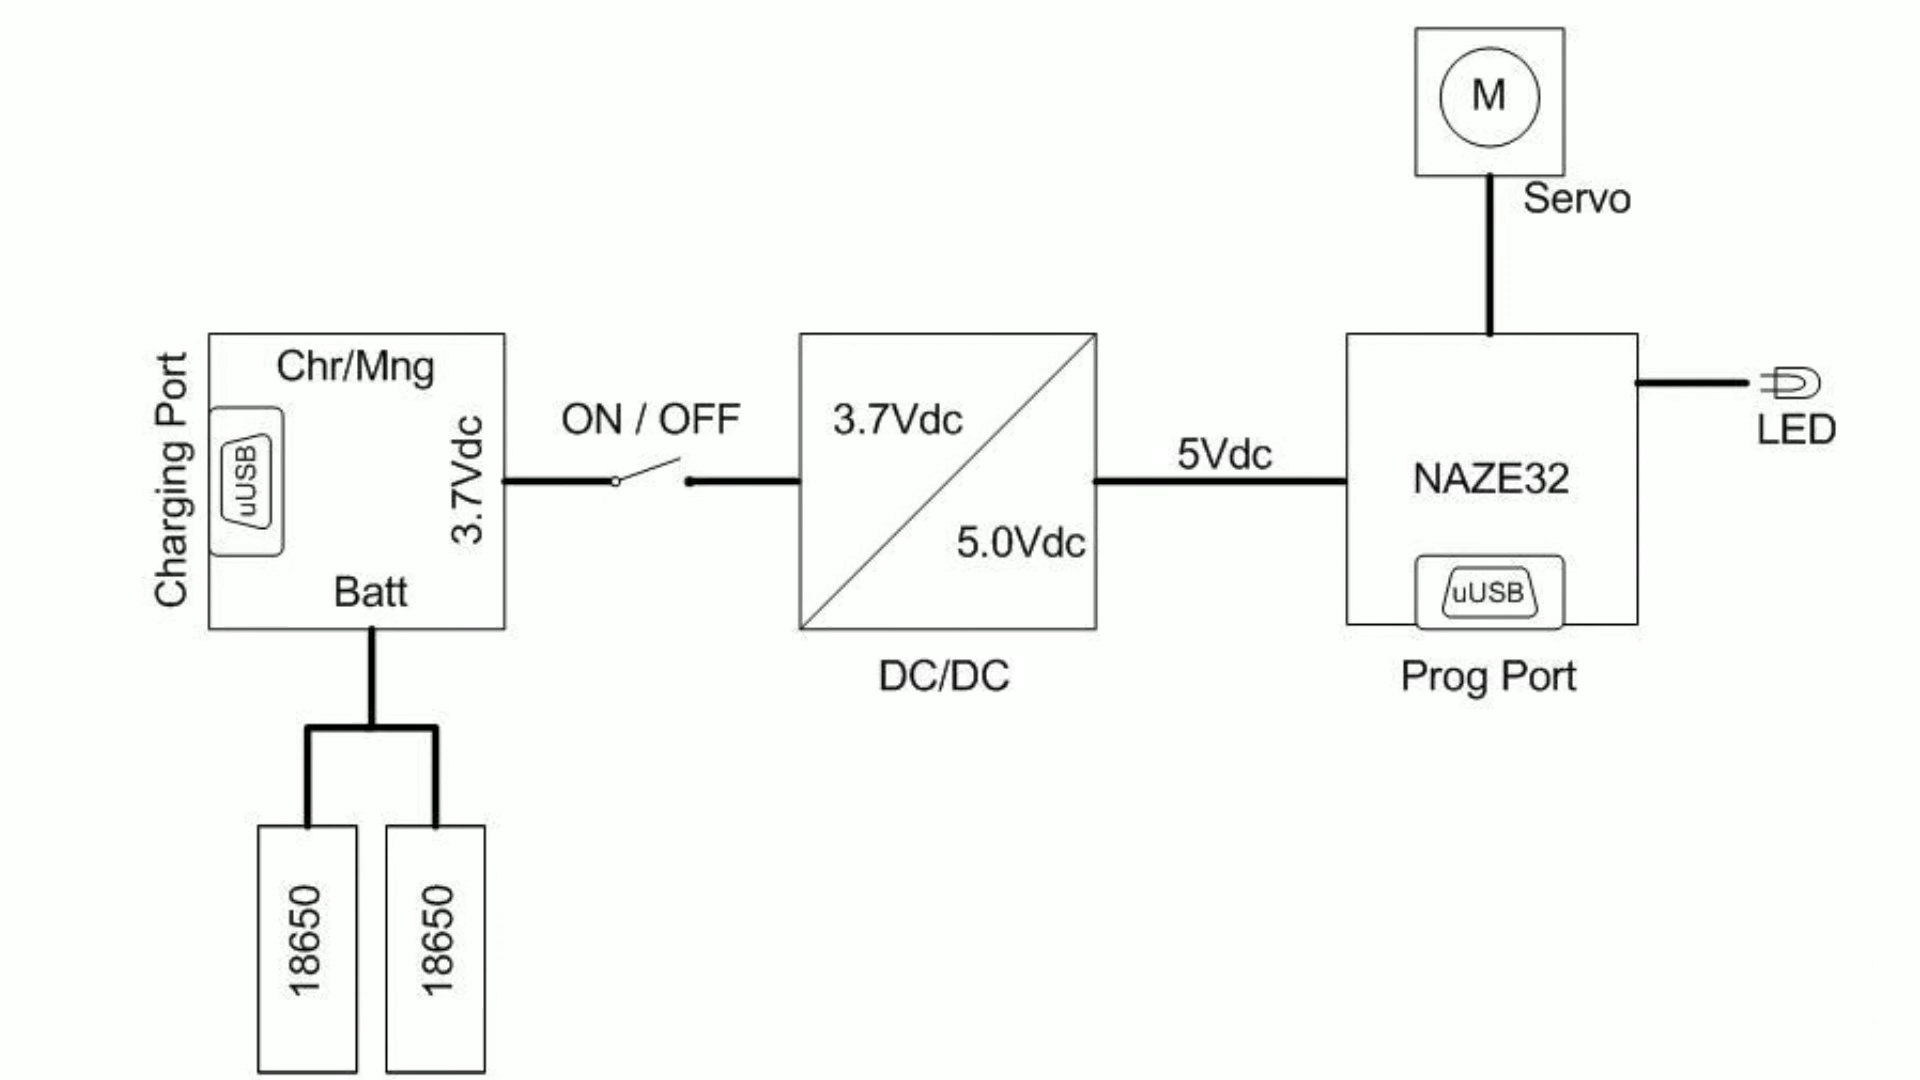 M
Servo
Charging Port
Chr/Mng
uUSB
3.7Vdc
Batt
ON / OFF
3.7Vdc
5.0Vdc
DC/DC
5Vdc
NAZE32
uUSB
Prog Port
LED
18650
18650